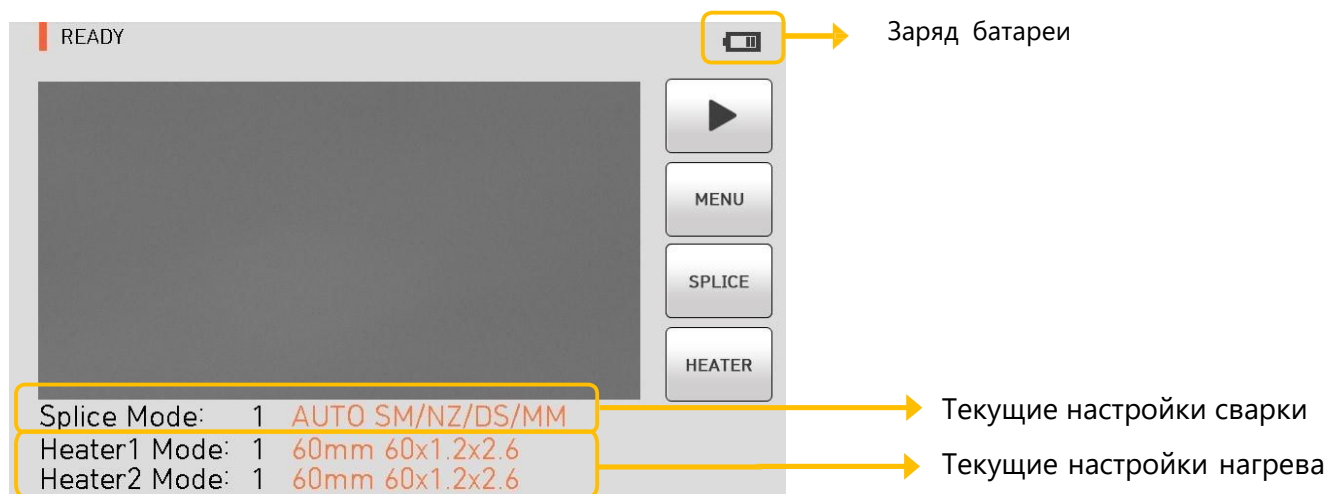 READY
Заряд батареи
MENU
SPLICE
HEATER
Splice Mode: 1 AUTO SM/NZ/DS/MM
Текущие настройки сварки
Heater1 Mode: 1 60mm 60x1.2x2.6
Heater2 Mode: 1 60mm 60x1.2x2.6
Текущие настройки нагрева